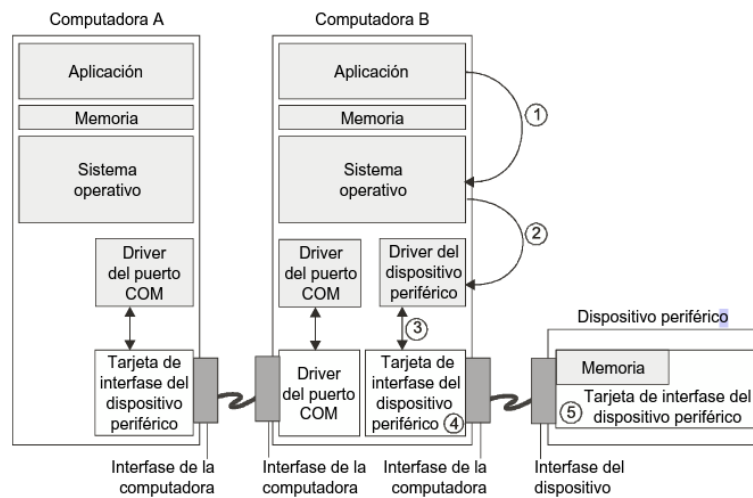 Computadora A
Aplicación
Memoria
Sistema
operativo
Driver
del puerto
COM
Tarjeta de
interfase del
dispositivo
periférico
Interfase de la
computadora
Computadora B
Aplicación
Memoria
Sistema
operativo
1
2
Driver
del puerto
COM
Driver del
dispositivo
periférico
3
Driver
del puerto
COM
Tarjeta de
interfase del
dispositivo
periférico 4
Interfase de la
computadora
Interfase de la
computadora
Dispositivo periférico
Memoria
Tarjeta de interfase del
5 dispositivo periférico
Interfase del
dispositivo